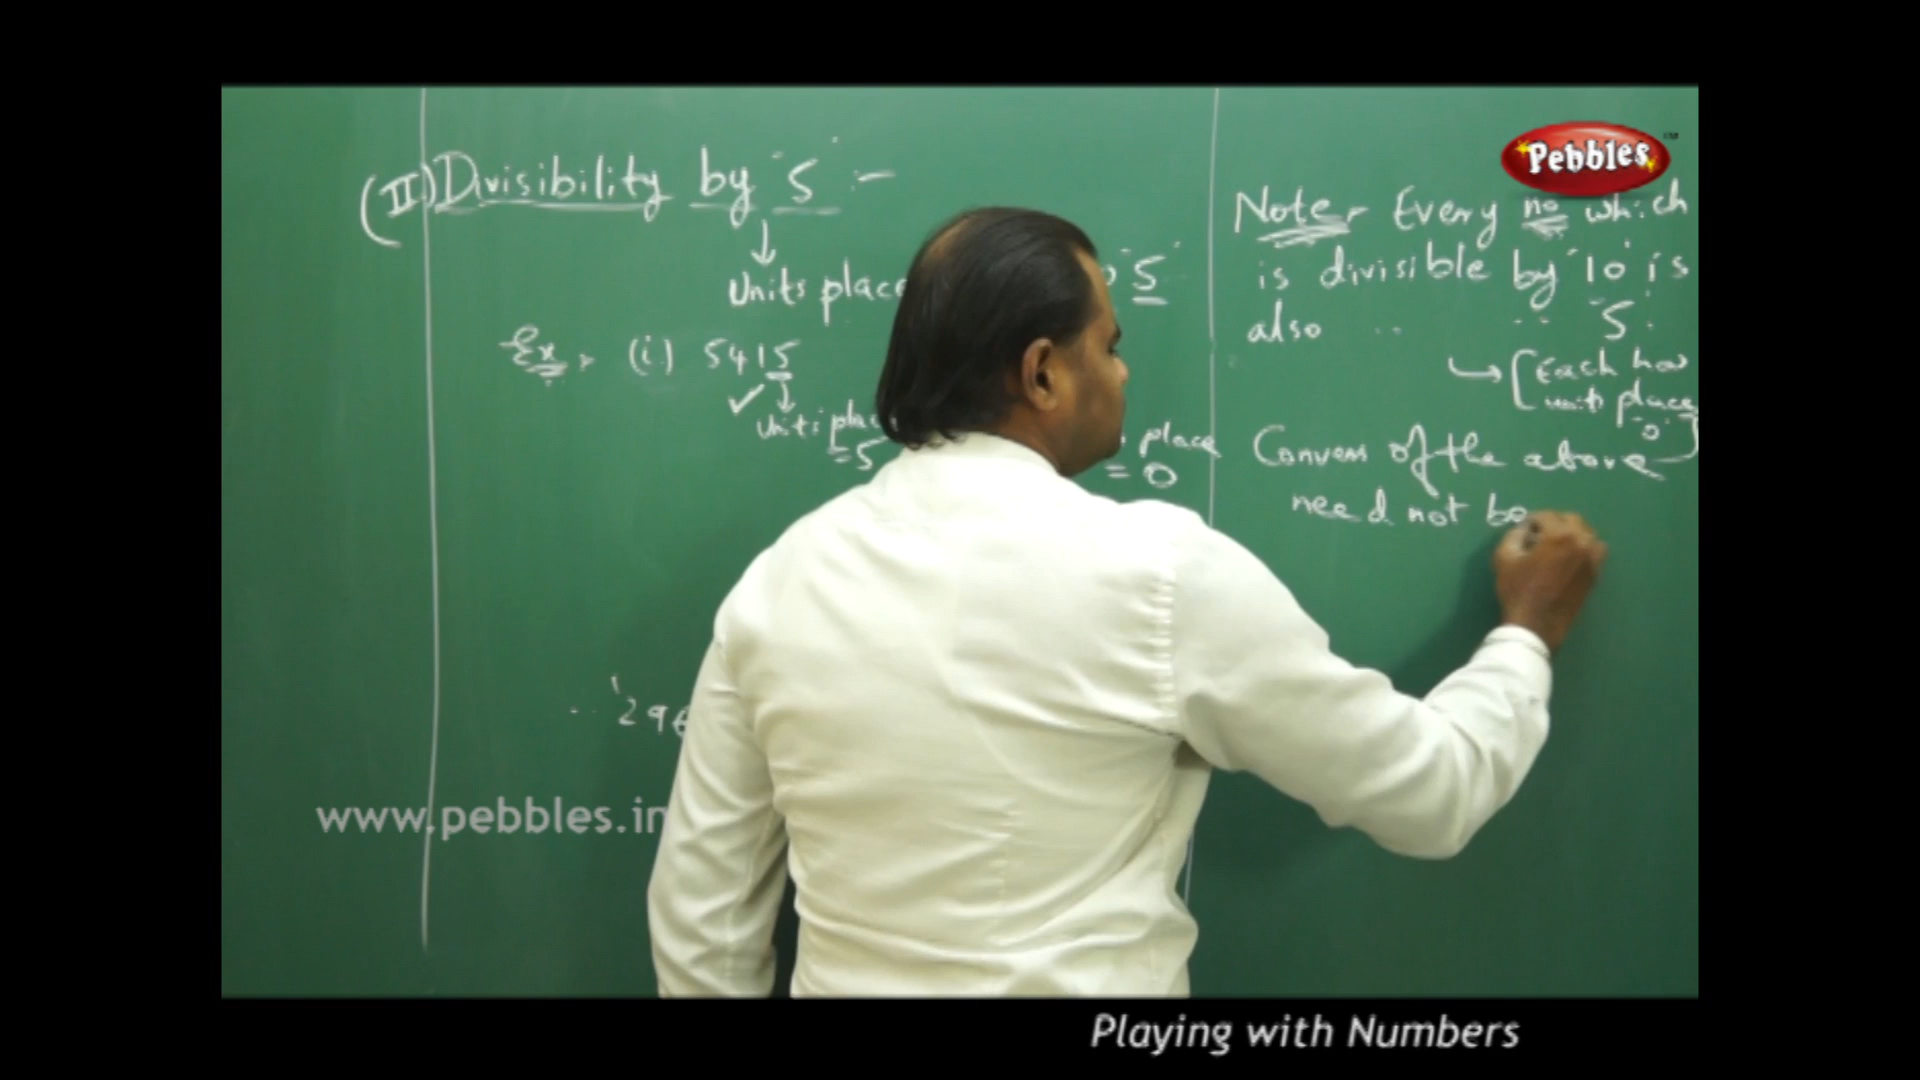 Pebbles
(II) Divisibility by "5" :-
Units place
5
Ex :- (i) 5415
Units place
= 5
place
= 0
296
Note :- Every no which
is divisible by "10" is
also " " "5".
[Each has
units place
"0"]
Convers of the above
need not be
www.pebbles.in
Playing with Numbers